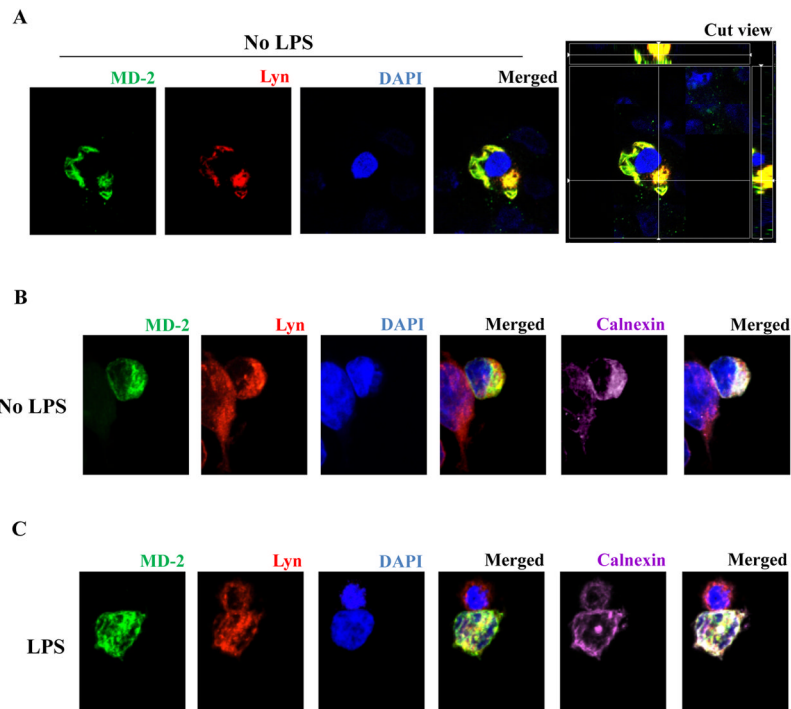 A
No LPS
Cut view
MD-2 Lyn DAPI Merged
B
MD-2 Lyn DAPI Merged Calnexin Merged
No LPS
C
MD-2 Lyn DAPI Merged Calnexin Merged
LPS